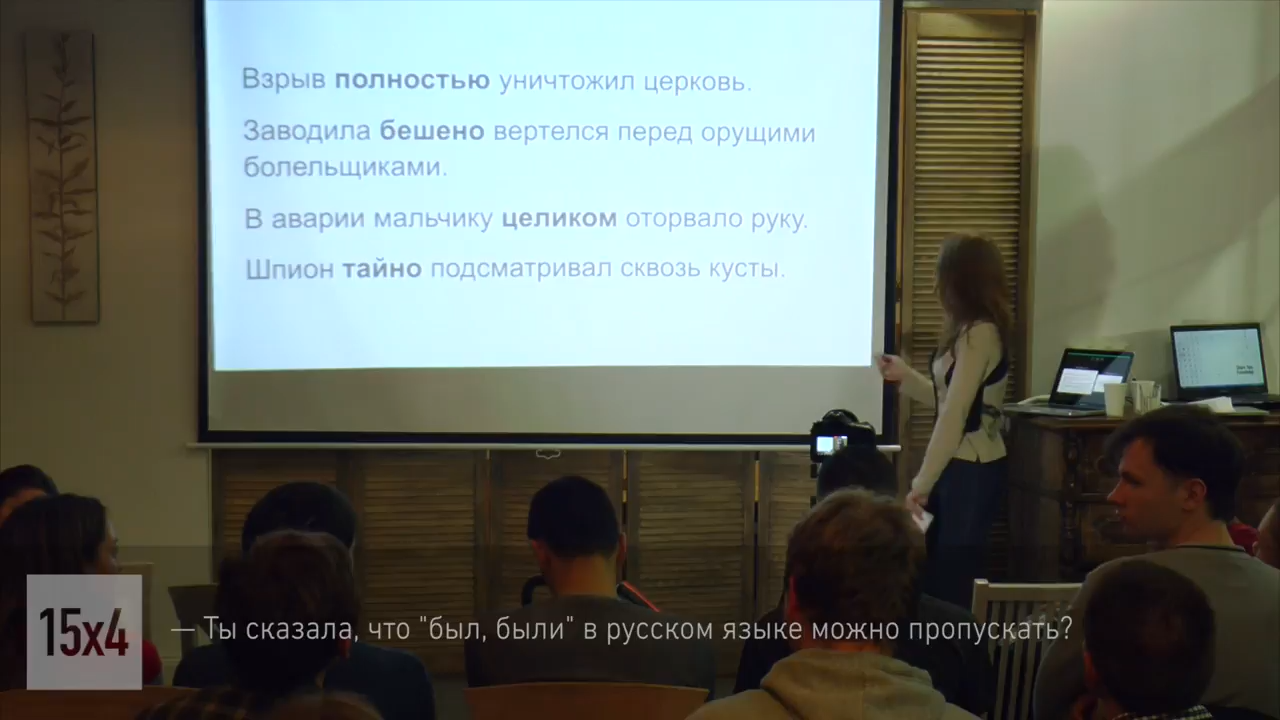 Взрыв полностью уничтожил церковь.
Заводила бешено вертелся перед орущими
болельщиками.
В аварии мальчику целиком оторвало руку.
Шпион тайно подсматривал сквозь кусты.
15x4
— Ты сказала, что "был, были" в русском языке можно пропускать?